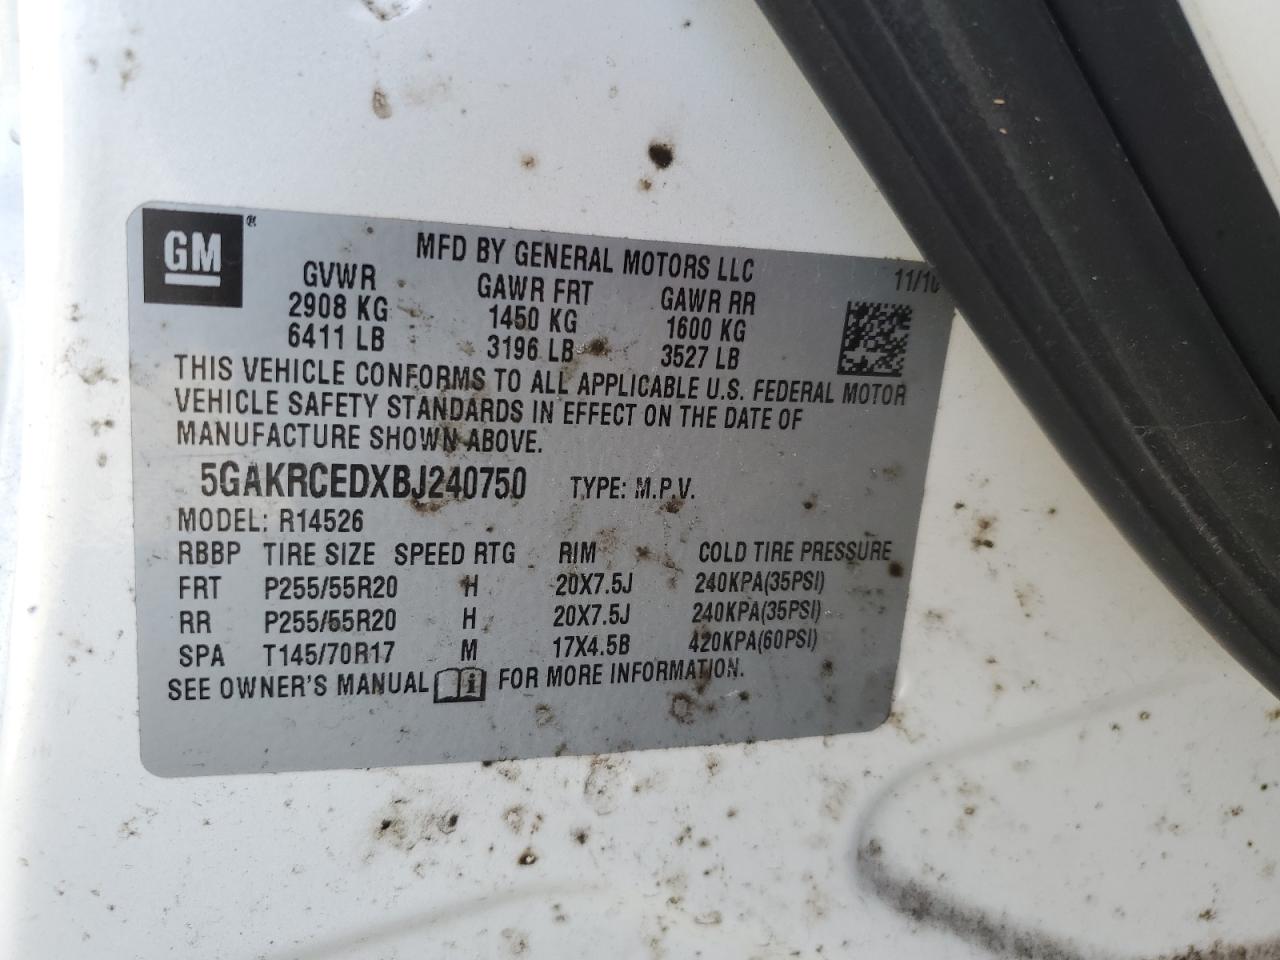 GM ®
MFD BY GENERAL MOTORS LLC 11/10
GVWR GAWR FRT GAWR RR
2908 KG 1450 KG 1600 KG
6411 LB 3196 LB 3527 LB
THIS VEHICLE CONFORMS TO ALL APPLICABLE U.S. FEDERAL MOTOR
VEHICLE SAFETY STANDARDS IN EFFECT ON THE DATE OF
MANUFACTURE SHOWN ABOVE.
5GAKRCEDXBJ240750 TYPE: M.P.V.
MODEL: R14526
RBBP TIRE SIZE SPEED RTG RIM COLD TIRE PRESSURE
FRT P255/55R20 H 20X7.5J 240KPA(35PSI)
RR P255/55R20 H 20X7.5J 240KPA(35PSI)
SPA T145/70R17 M 17X4.5B 420KPA(60PSI)
SEE OWNER'S MANUAL i FOR MORE INFORMATION.